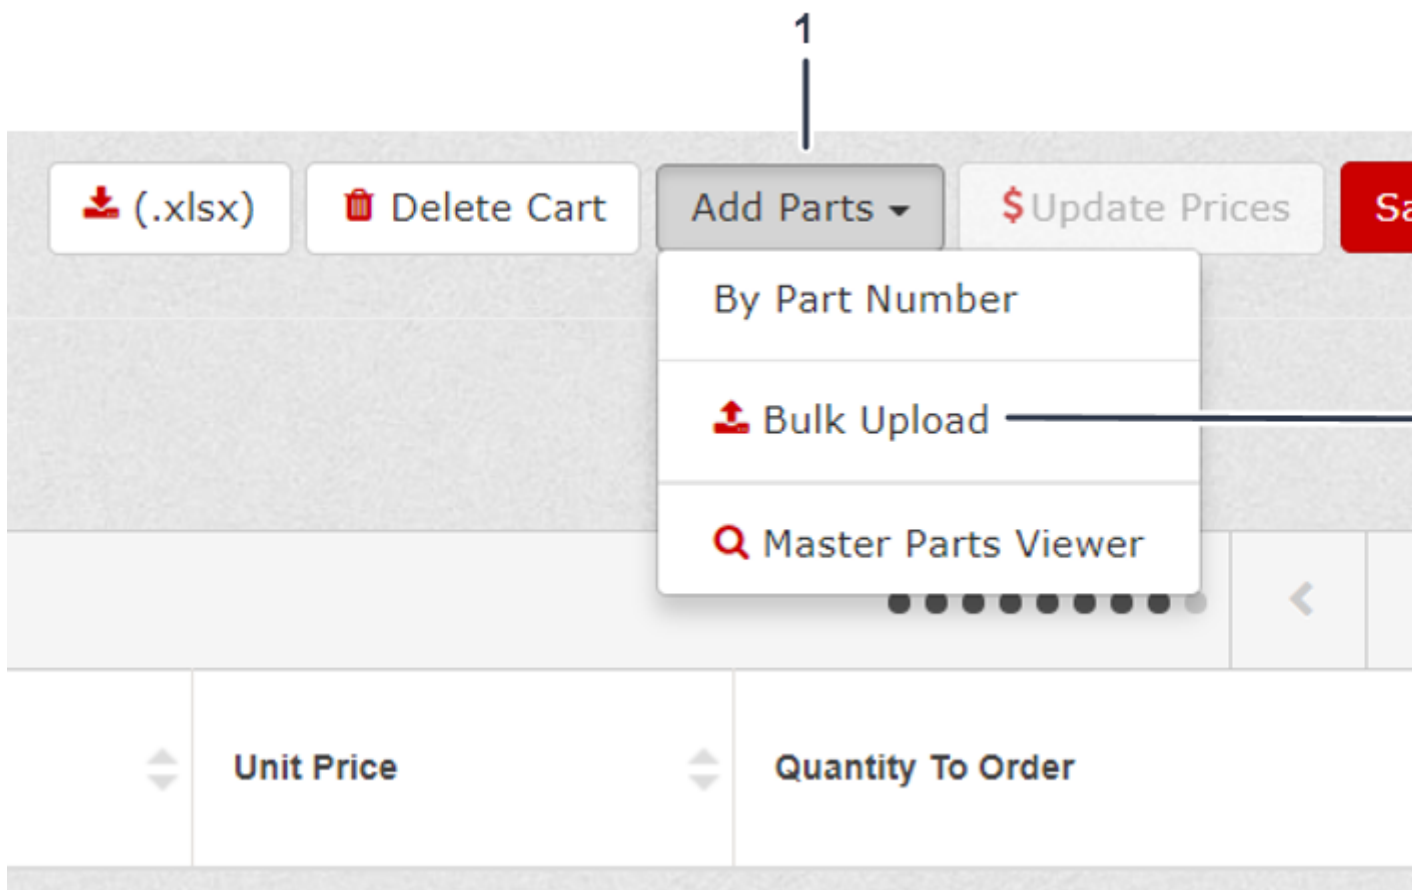 1
(.xlsx) Delete Cart Add Parts $Update Prices Sa
By Part Number
Bulk Upload
Master Parts Viewer
Unit Price Quantity To Order